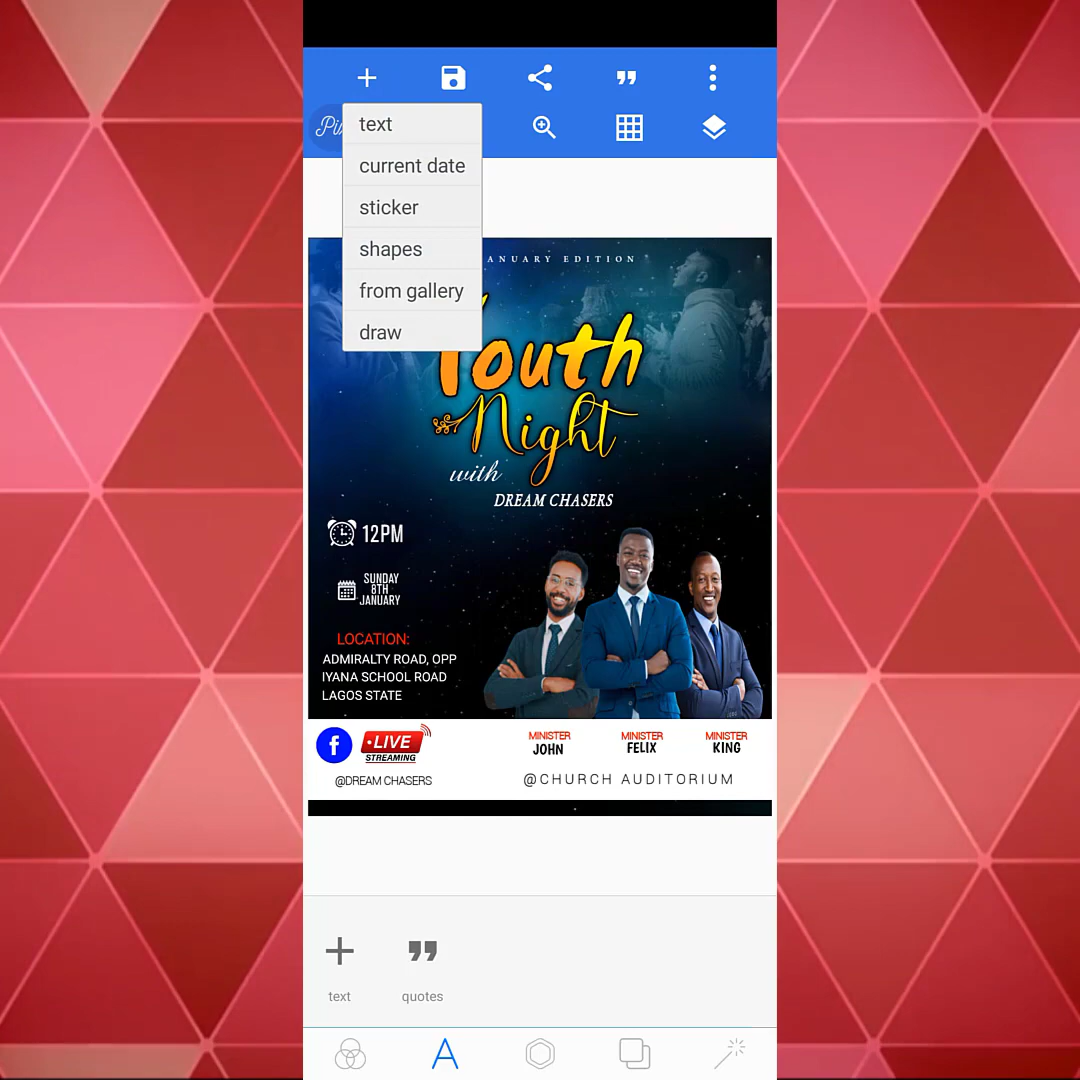 text
current date
sticker
shapes
from gallery
draw
ANUARY EDITION
Youth
Night
with
DREAM CHASERS
12PM
SUNDAY
8TH
JANUARY
LOCATION:
ADMIRALTY ROAD, OPP
IYANA SCHOOL ROAD
LAGOS STATE
f
LIVE
STREAMING
@DREAM CHASERS
MINISTER
JOHN
MINISTER
FELIX
MINISTER
KING
@CHURCH AUDITORIUM
text
quotes
A